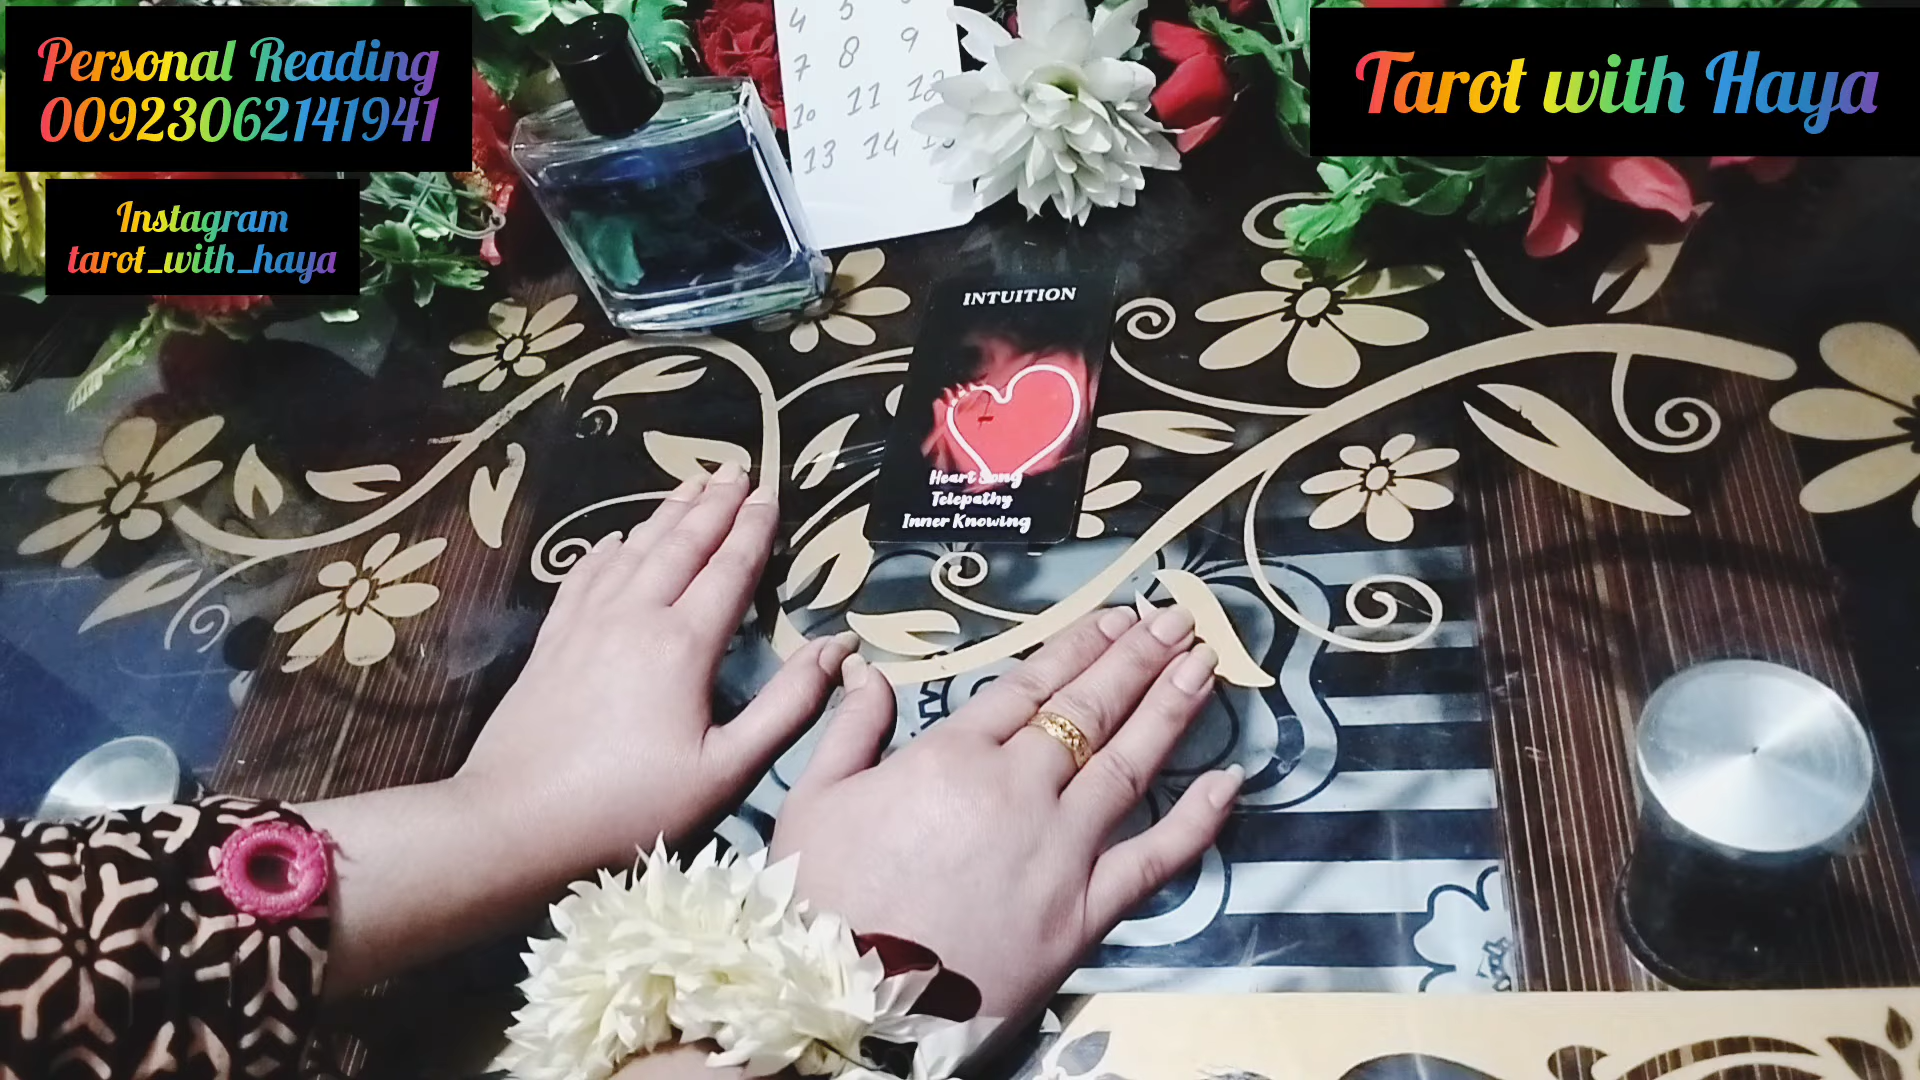 Personal Reading
00923062141941
Instagram
tarot_with_haya
Tarot with Haya
4 5
7 8 9
10 11 12
13 14 15
INTUITION
Heart Song
Telepathy
Inner Knowing